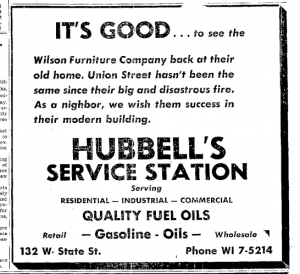 IT'S GOOD . . . to see the
Wilson Furniture Company back at their
old home. Union Street hasn't been the
same since their big and disastrous fire.
As a neighbor, we wish them success in
their modern building.
HUBBELL'S
SERVICE STATION
Serving
RESIDENTIAL — INDUSTRIAL — COMMERCIAL
QUALITY FUEL OILS
Retail — Gasoline - Oils — Wholesale
132 W. State St. Phone WI 7-5214